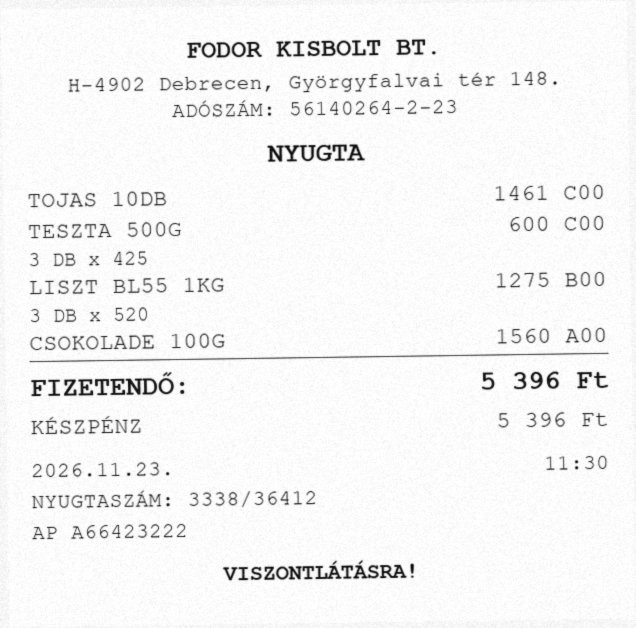 FODOR KISBOLT BT.
H-4902 Debrecen, Györgyfalvai tér 148.
ADÓSZÁM: 56140264-2-23
NYUGTA
TOJAS 10DB 1461 C00
TESZTA 500G 600 C00
3 DB x 425
LISZT BL55 1KG 1275 B00
3 DB x 520
CSOKOLADE 100G 1560 A00
FIZETENDŐ: 5 396 Ft
KÉSZPÉNZ 5 396 Ft
2026.11.23. 11:30
NYUGTASZÁM: 3338/36412
AP A66423222
VISZONTLÁTÁSRA!